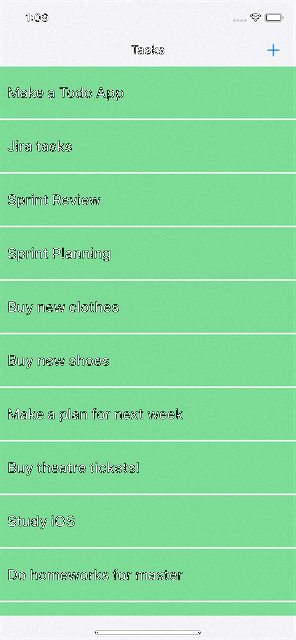 1:09
Tasks
Make a Todo App
Jira tasks
Sprint Review
Sprint Planning
Buy new clothes
Buy new shoes
Make a plan for next week
Buy theatre tickets!
Study iOS
Do homeworks for master